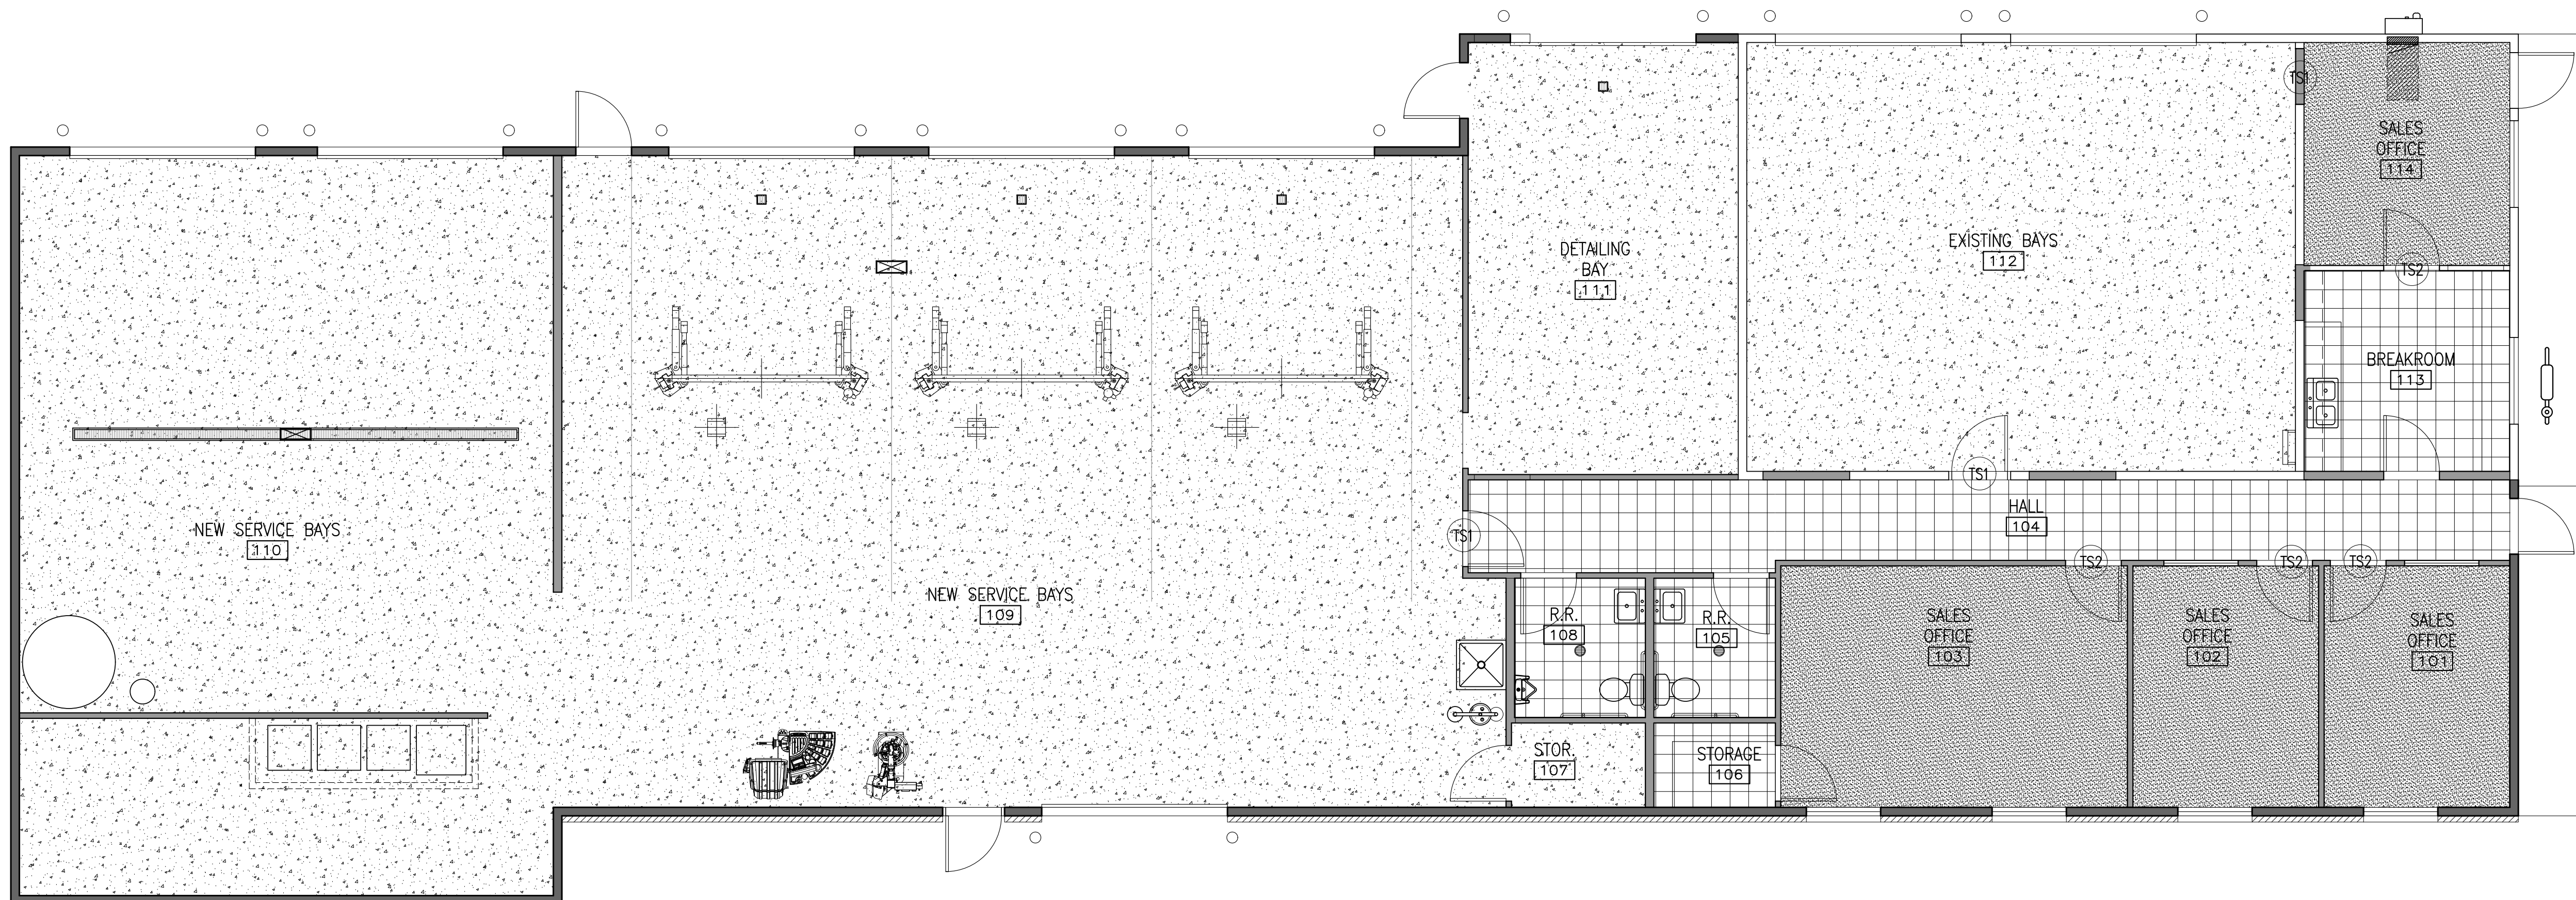 TS1
SALES
OFFICE
114
DETAILING
BAY
111
EXISTING BAYS
112
TS2
BREAKROOM
113
TS1
HALL
104
NEW SERVICE BAYS
110
TS1
TS2
TS2
TS2
NEW SERVICE BAYS
109
R.R.
108
R.R.
105
SALES
OFFICE
103
SALES
OFFICE
102
SALES
OFFICE
101
STOR.
107
STORAGE
106